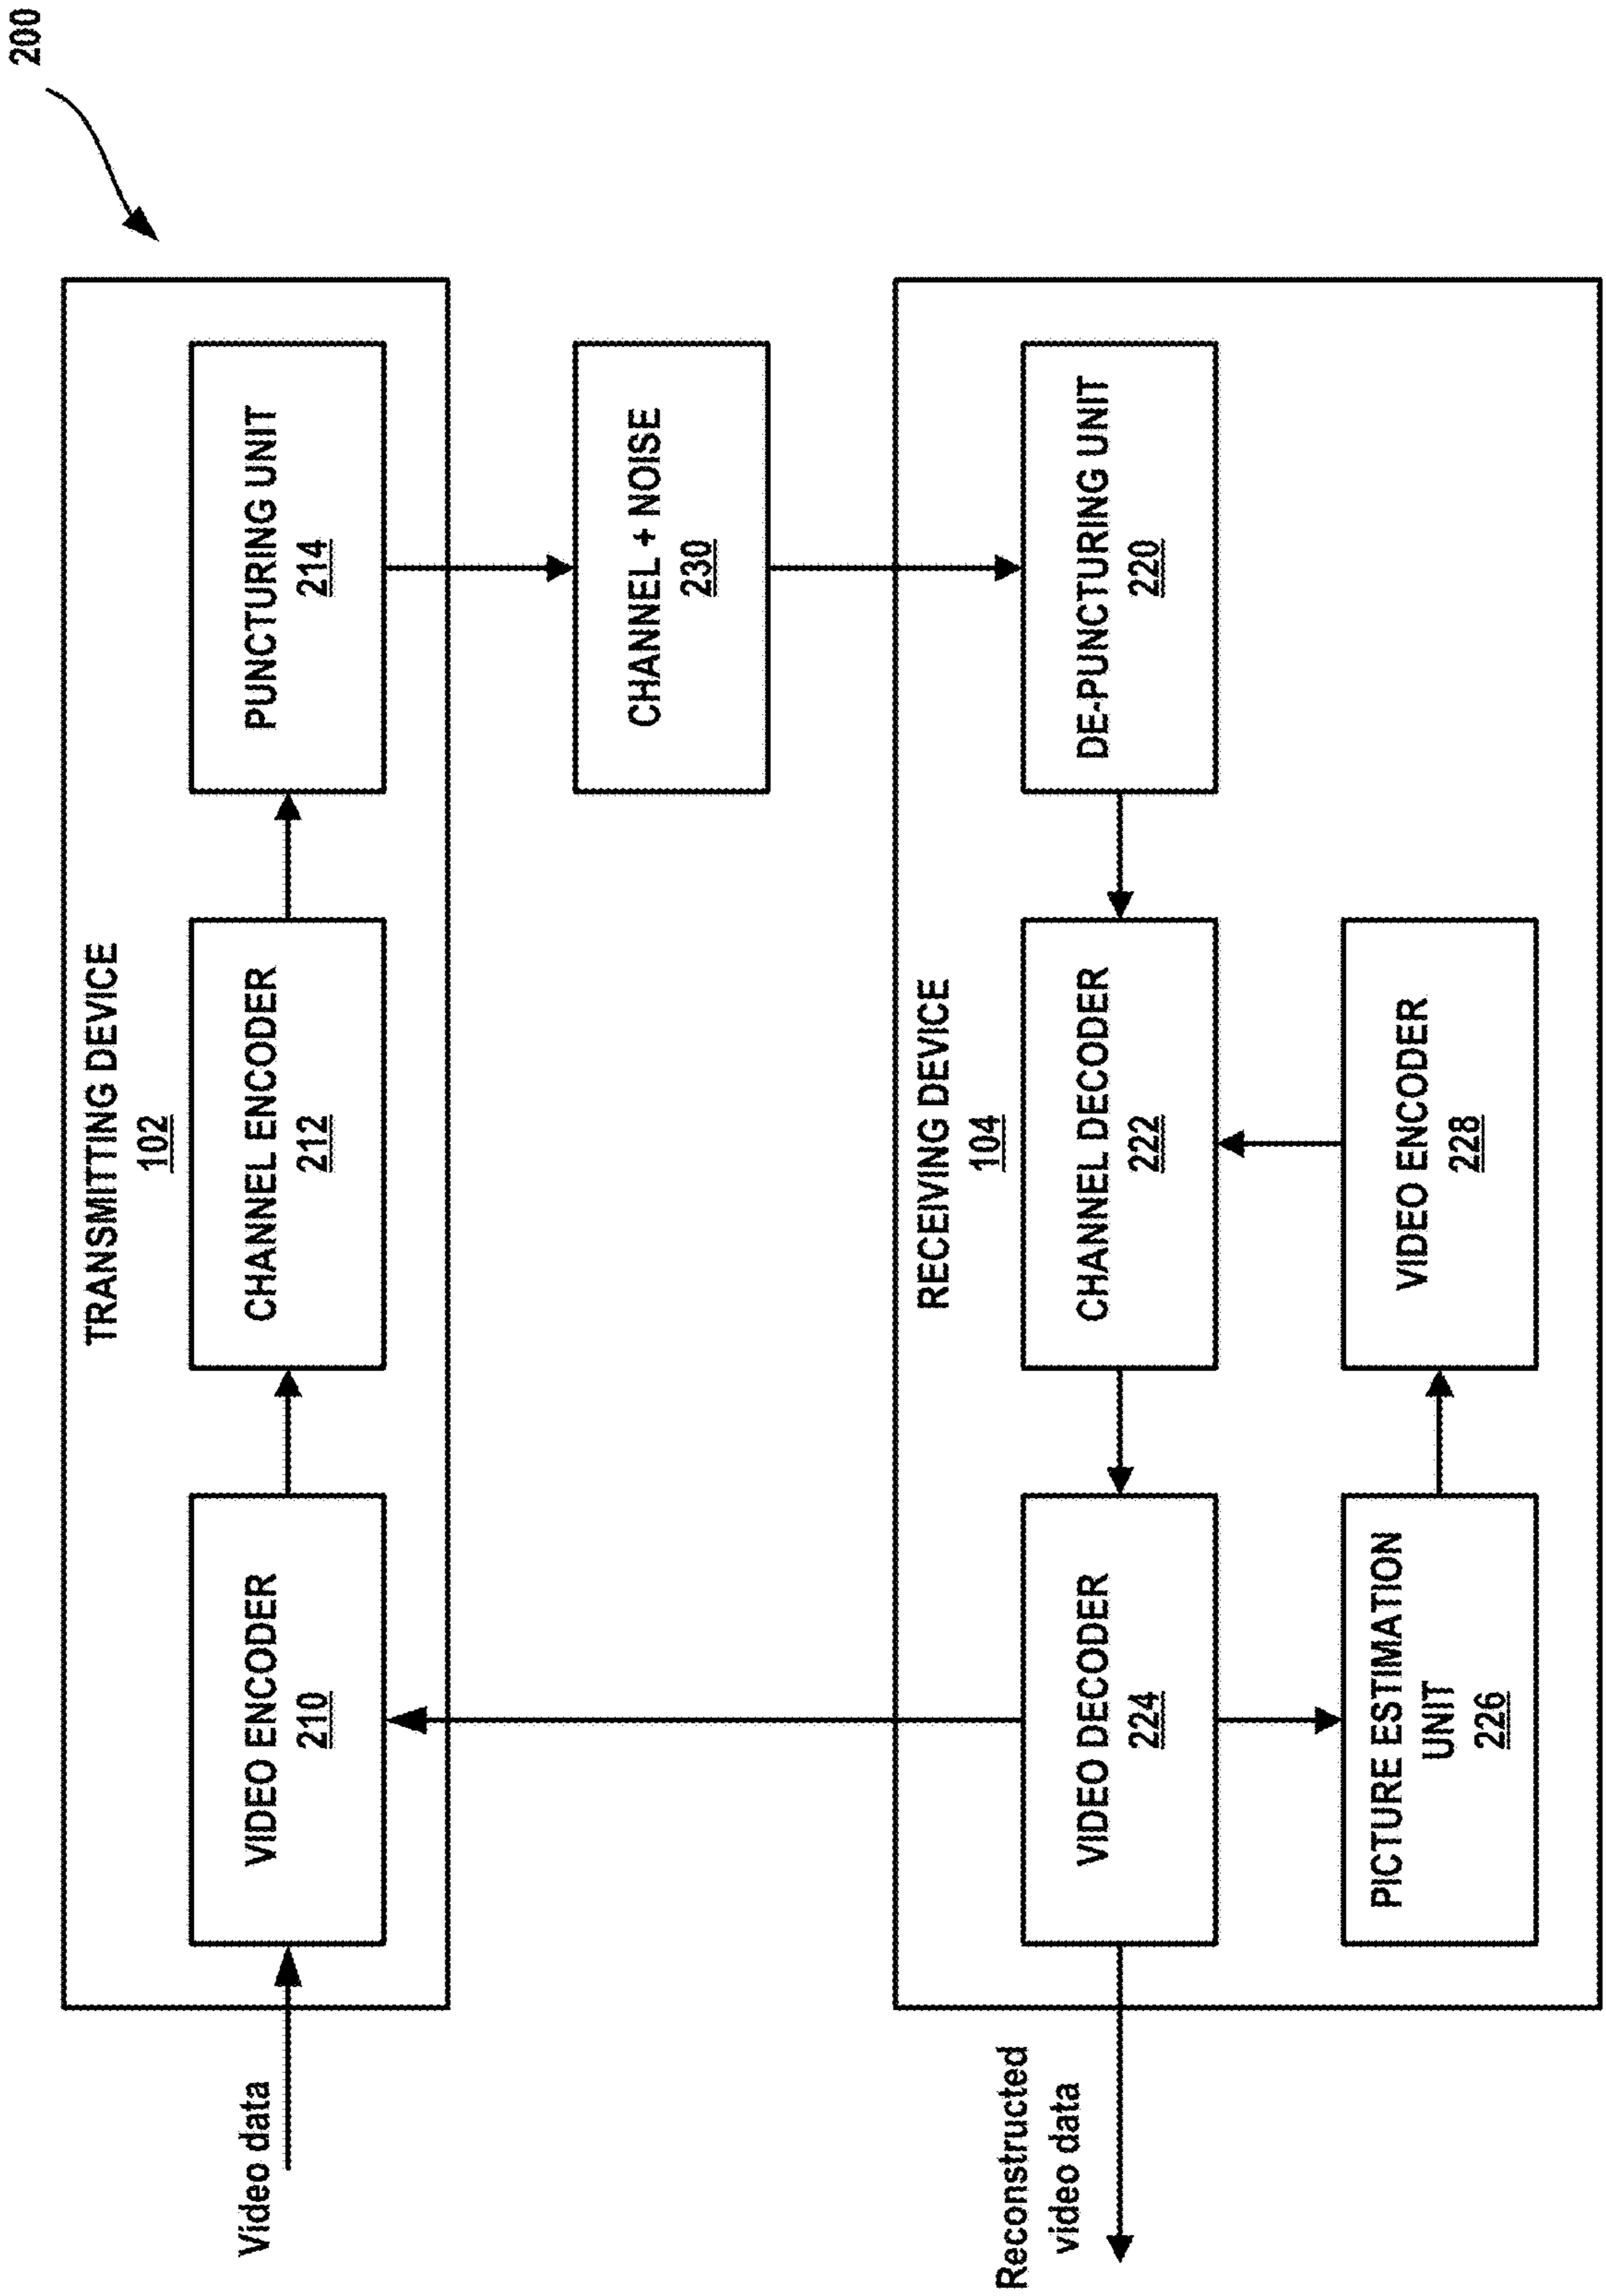 200
TRANSMITTING DEVICE
102
Video data
VIDEO ENCODER
210
CHANNEL ENCODER
212
PUNCTURING UNIT
214
CHANNEL + NOISE
230
RECEIVING DEVICE
104
Reconstructed
video data
VIDEO DECODER
224
CHANNEL DECODER
222
DE-PUNCTURING UNIT
220
PICTURE ESTIMATION
UNIT
226
VIDEO ENCODER
228